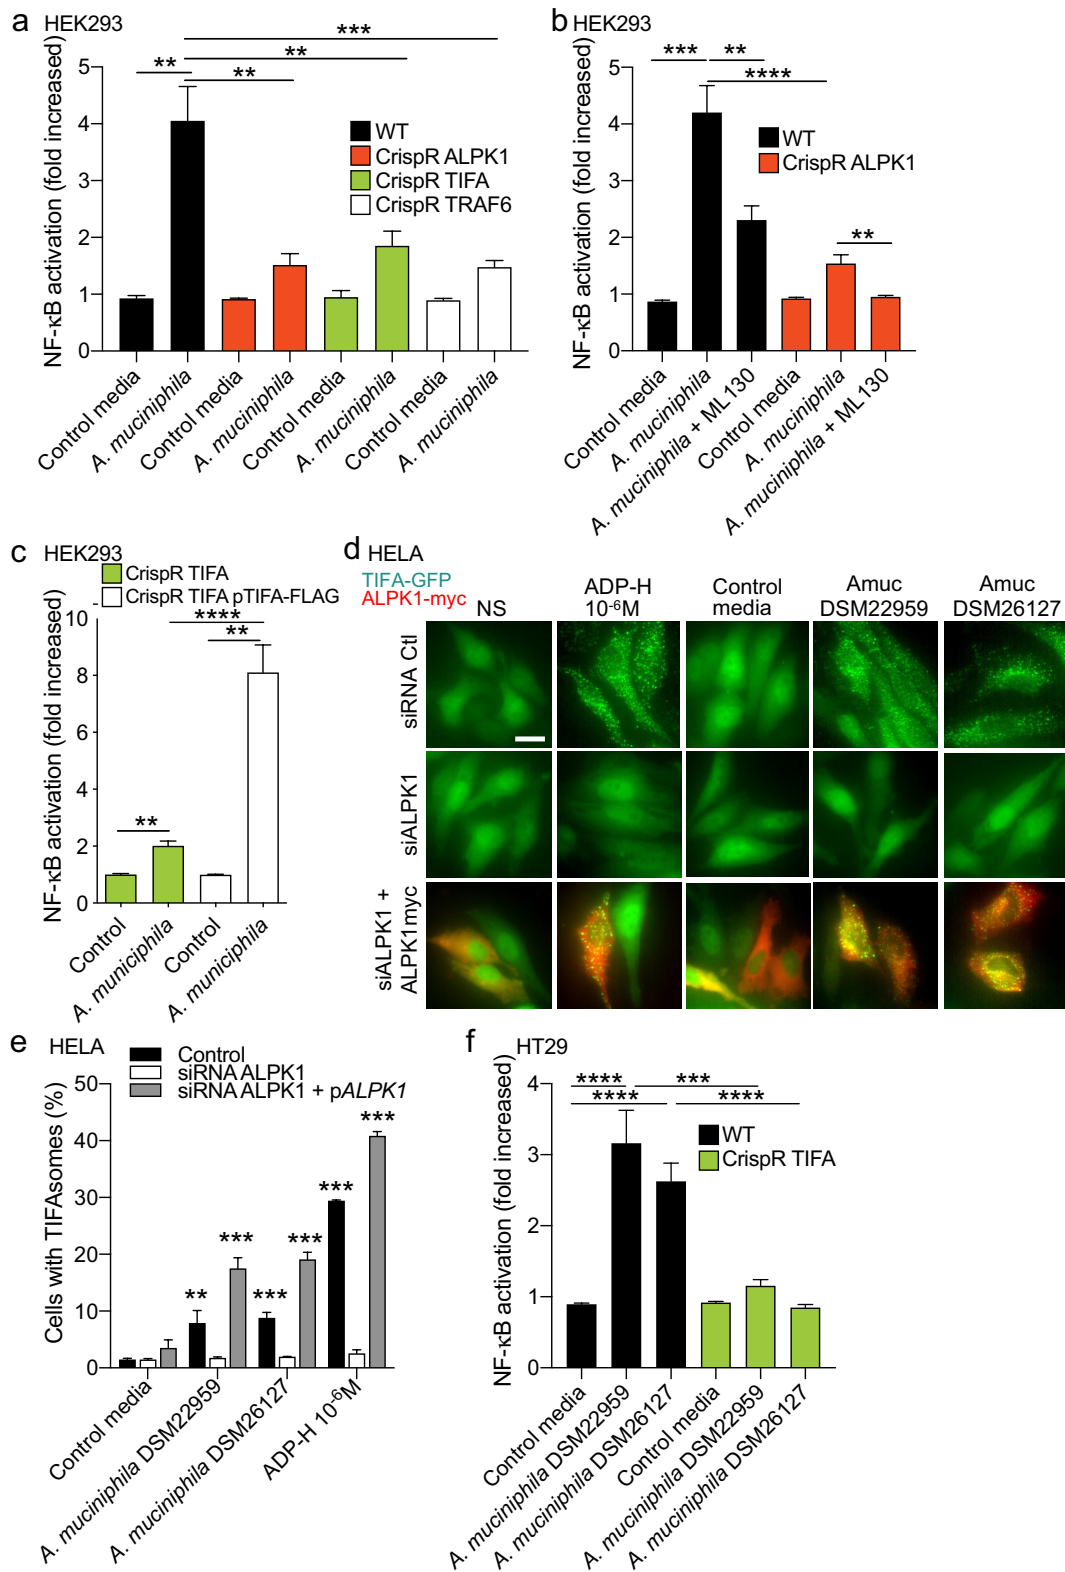 a HEK293
NF-κB activation (fold increased)
***
**
**
**
5
4
3
2
1
0
WT
CrispR ALPK1
CrispR TIFA
CrispR TRAF6
Control media
A. muciniphila
Control media
A. muciniphila
Control media
A. muciniphila
Control media
A. muciniphila
b HEK293
NF-κB activation (fold increased)
*** **
****
**
5
4
3
2
1
0
WT
CrispR ALPK1
Control media
A. muciniphila
A. muciniphila + ML130
Control media
A. muciniphila
A. muciniphila + ML130
c HEK293
CrispR TIFA
CrispR TIFA pTIFA-FLAG
NF-κB activation (fold increased)
****
**
**
10
8
6
4
2
0
Control
A. municiphila
Control
A. municiphila
d HELA
TIFA-GFP
ALPK1-myc
NS
ADP-H
10⁻⁶M
Control
media
Amuc
DSM22959
Amuc
DSM26127
siRNA Ctl
siALPK1
siALPK1 +
ALPK1myc
e HELA
Control
siRNA ALPK1
siRNA ALPK1 + pALPK1
Cells with TIFAsomes (%)
50
40
30
20
10
0
**
***
***
***
***
***
Control media
A. muciniphila DSM22959
A. muciniphila DSM26127
ADP-H 10⁻⁶M
f HT29
NF-κB activation (fold increased)
**** ***
**** ****
4
3
2
1
0
WT
CrispR TIFA
Control media
A. muciniphila DSM22959
A. muciniphila DSM26127
Control media
A. muciniphila DSM22959
A. muciniphila DSM26127